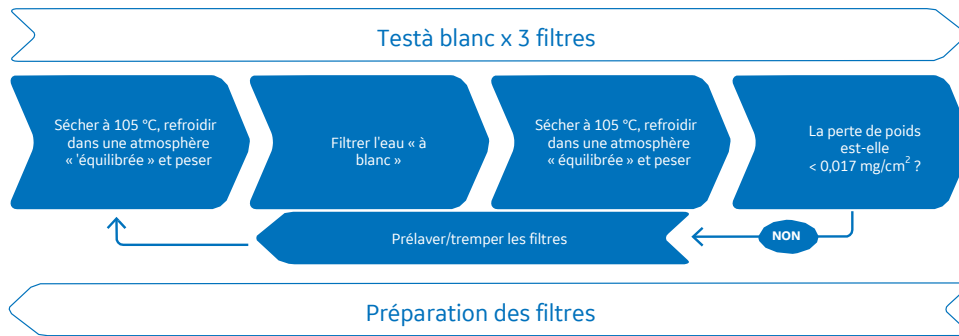 Testà blanc x 3 filtres
Sécher à 105 °C, refroidir
dans une atmosphère
« 'équilibrée » et peser
Filtrer l'eau « à
blanc »
Sécher à 105 °C, refroidir
dans une atmosphère
« équilibrée » et peser
La perte de poids
est-elle
< 0,017 mg/cm² ?
Prélaver/tremper les filtres
NON
Préparation des filtres